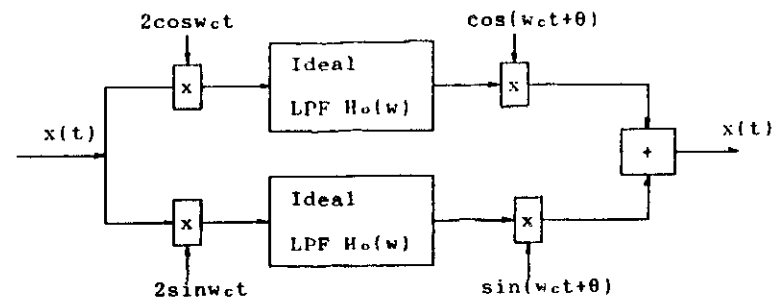 2coswct
cos(wct+θ)
x
Ideal
LPF Ho(w)
x
x(t)
+
x(t)
x
Ideal
LPF Ho(w)
x
2sinwct
sin(wct+θ)